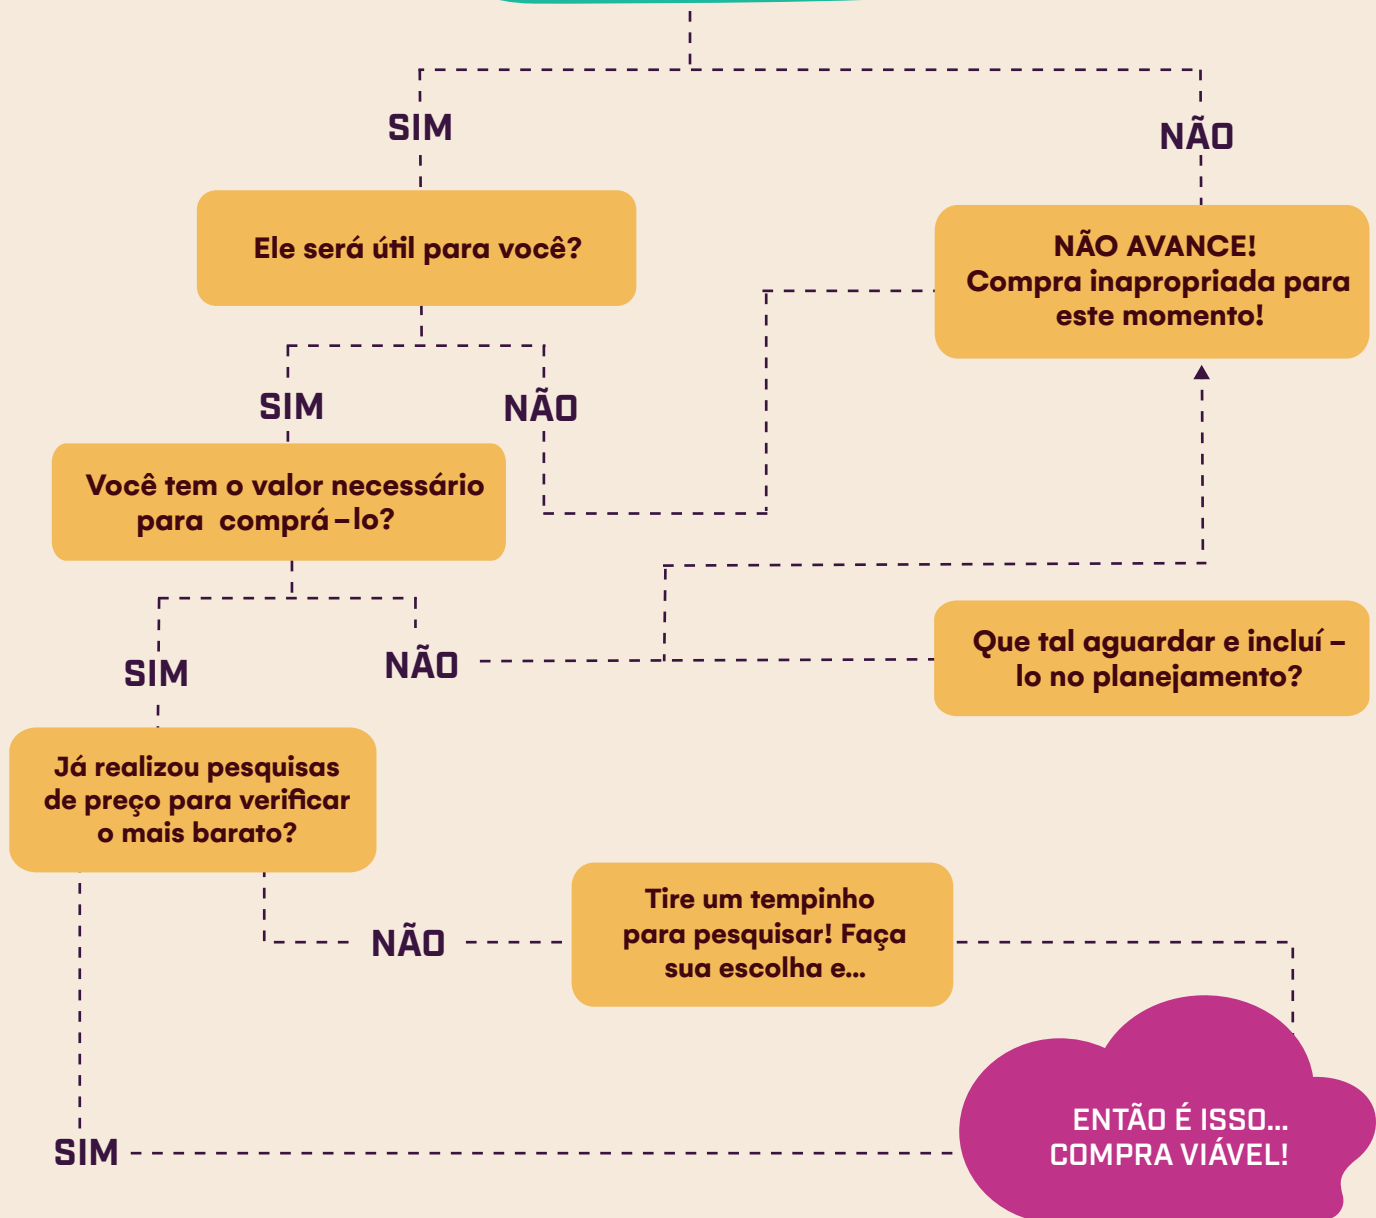 SIM
NÃO
Ele será útil para você?
NÃO AVANCE!
Compra inapropriada para
este momento!
SIM
NÃO
Você tem o valor necessário
para comprá–lo?
SIM
NÃO
Que tal aguardar e incluí –
lo no planejamento?
Já realizou pesquisas
de preço para verificar
o mais barato?
NÃO
Tire um tempinho
para pesquisar! Faça
sua escolha e...
SIM
ENTÃO É ISSO...
COMPRA VIÁVEL!